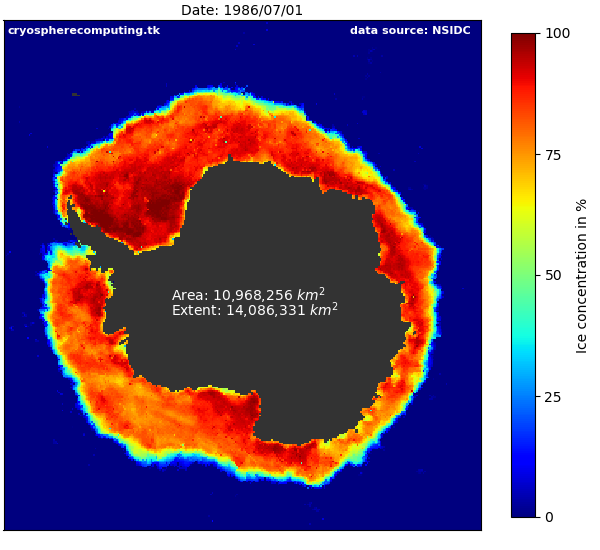 Date: 1986/07/01
cryospherecomputing.tk data source: NSIDC
Area: 10,968,256 km²
Extent: 14,086,331 km²
100
75
50
25
0
Ice concentration in %